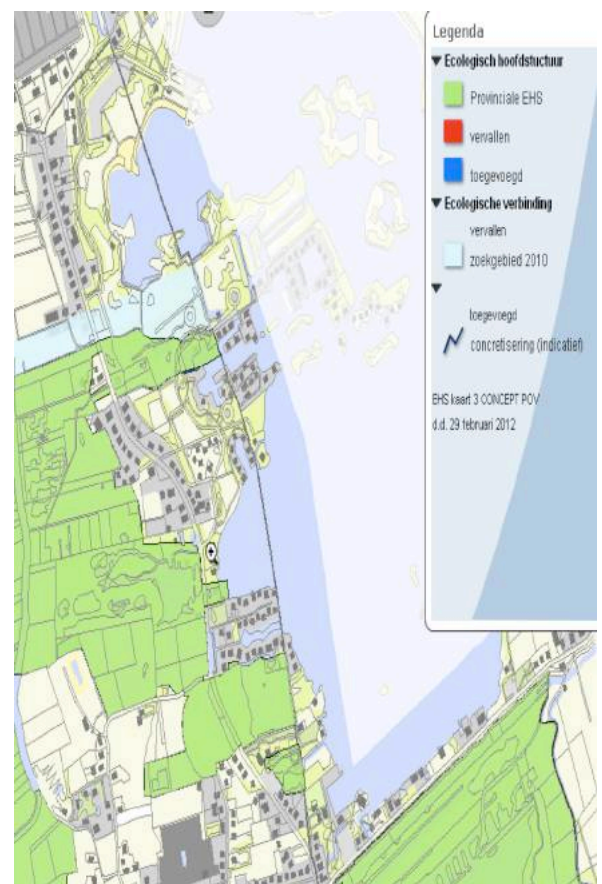 Legenda
▼ Ecologisch hoofdstuctuur
Provinciale EHS
vervallen
toegevoegd
▼ Ecologische verbinding
vervallen
zoekgebied 2010
▼
toegevoegd
concretisering (indicatief)
EHS kaart 3 CONCEPT POV
d.d. 29 februari 2012